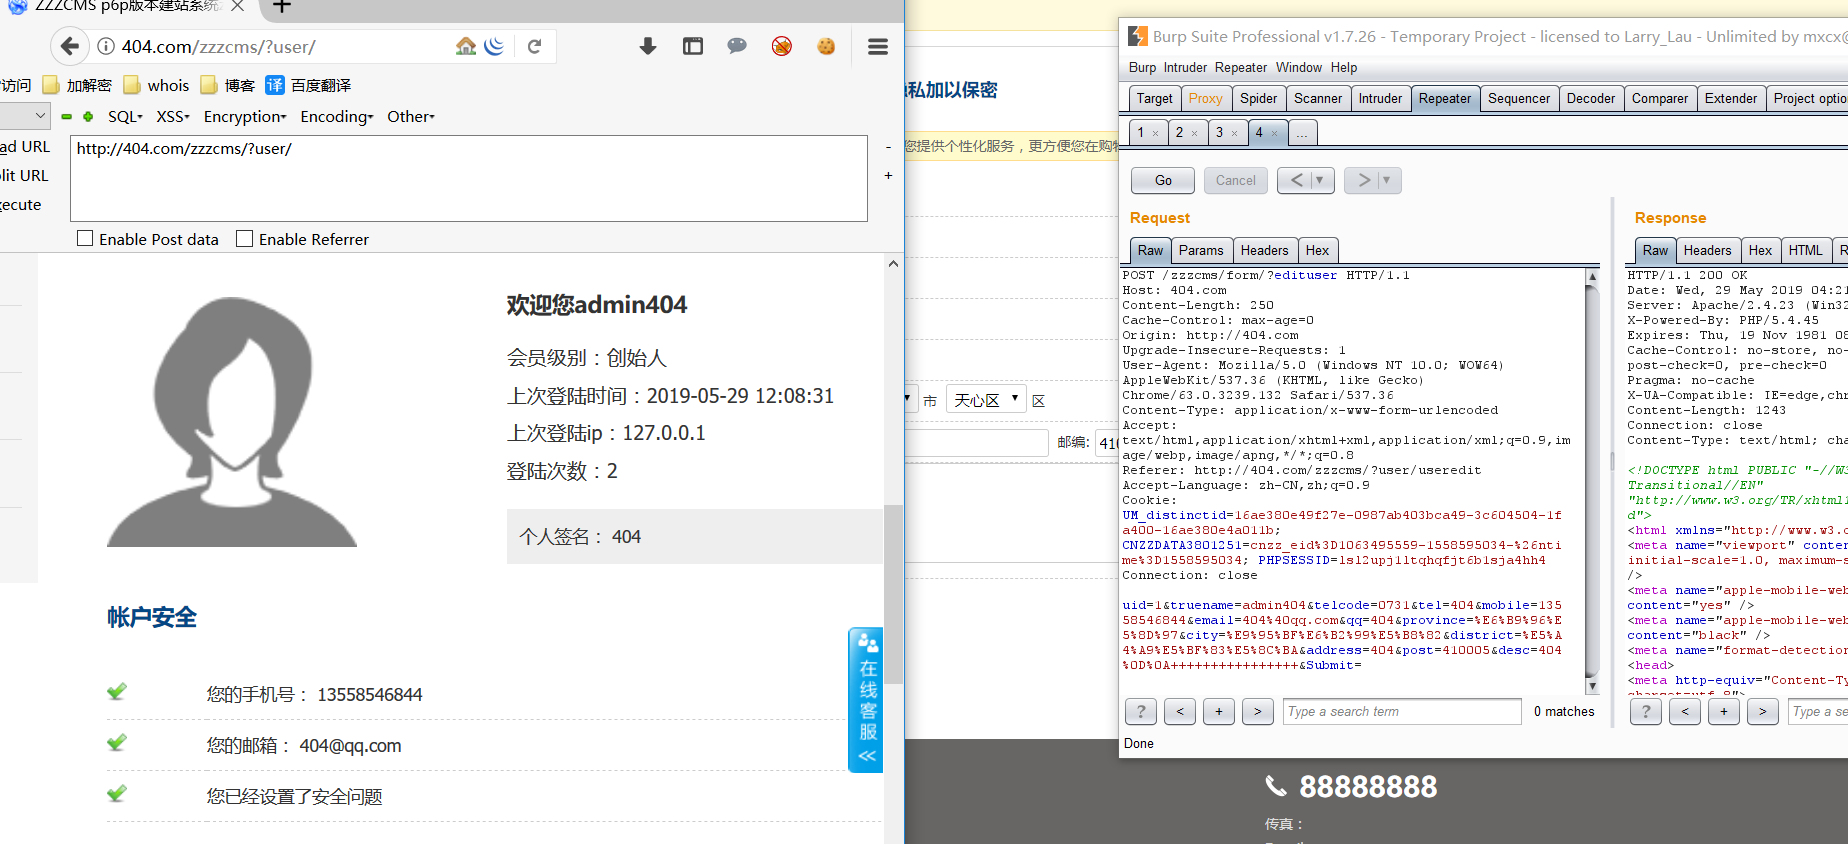 ZZZCMS p6p版本建站系统
404.com/zzzcms/?user/
访问 加解密 whois 博客 译 百度翻译
SQL XSS Encryption Encoding Other
ad URL
http://404.com/zzzcms/?user/
lit URL
ecute
Enable Post data Enable Referrer
欢迎您admin404
会员级别：创始人
上次登陆时间：2019-05-29 12:08:31
上次登陆ip：127.0.0.1
登陆次数：2
个人签名： 404
帐户安全
您的手机号： 13558546844
您的邮箱： 404@qq.com
您已经设置了安全问题
在线客服
<<
私加以保密
您提供个性化服务，更方便您在购物
市 天心区 区
邮编: 410
88888888
传真：
Burp Suite Professional v1.7.26 - Temporary Project - licensed to Larry_Lau - Unlimited by mxcx@
Burp Intruder Repeater Window Help
Target Proxy Spider Scanner Intruder Repeater Sequencer Decoder Comparer Extender Project optio
1 × 2 × 3 × 4 × ...
Go Cancel < ▼ > ▼
Request
Raw Params Headers Hex
POST /zzzcms/form/?edituser HTTP/1.1
Host: 404.com
Content-Length: 250
Cache-Control: max-age=0
Origin: http://404.com
Upgrade-Insecure-Requests: 1
User-Agent: Mozilla/5.0 (Windows NT 10.0; WOW64)
AppleWebKit/537.36 (KHTML, like Gecko)
Chrome/63.0.3239.132 Safari/537.36
Content-Type: application/x-www-form-urlencoded
Accept:
text/html,application/xhtml+xml,application/xml;q=0.9,im
age/webp,image/apng,*/*;q=0.8
Referer: http://404.com/zzzcms/?user/useredit
Accept-Language: zh-CN,zh;q=0.9
Cookie:
UM_distinctid=16ae380e49f27e-0987ab403bca49-3c604504-1f
a400-16ae380e4a011b;
CNZZDATA3801251=cnzz_eid%3D1063495559-1558595034-%26nti
me%3D1558595034; PHPSESSID=ls12upj1ltqhqfjt6b1sja4hh4
Connection: close
uid=1&truename=admin404&telcode=0731&tel=404&mobile=135
58546844&email=404%40qq.com&qq=404&province=%E6%B9%96%E
5%8D%97&city=%E9%95%BF%E6%B2%99%E5%B8%82&district=%E5%A
4%A9%E5%BF%83%E5%8C%BA&address=404&post=410005&desc=404
%0D%0A++++++++++++++++&Submit=
? < + > Type a search term 0 matches
Done
Response
Raw Headers Hex HTML R
HTTP/1.1 200 OK
Date: Wed, 29 May 2019 04:21
Server: Apache/2.4.23 (Win32
X-Powered-By: PHP/5.4.45
Expires: Thu, 19 Nov 1981 08
Cache-Control: no-store, no-
post-check=0, pre-check=0
Pragma: no-cache
X-UA-Compatible: IE=edge,chr
Content-Length: 1243
Connection: close
Content-Type: text/html; cha
<!DOCTYPE html PUBLIC "-//W3
Transitional//EN"
"http://www.w3.org/TR/xhtml1
d">
<html xmlns="http://www.w3.o
<meta name="viewport" conten
initial-scale=1.0, maximum-s
/>
<meta name="apple-mobile-web
content="yes" />
<meta name="apple-mobile-web
content="black" />
<meta name="format-detection
<head>
<meta http-equiv="Content-Ty
charset=utf-8">
? < + > Type a se